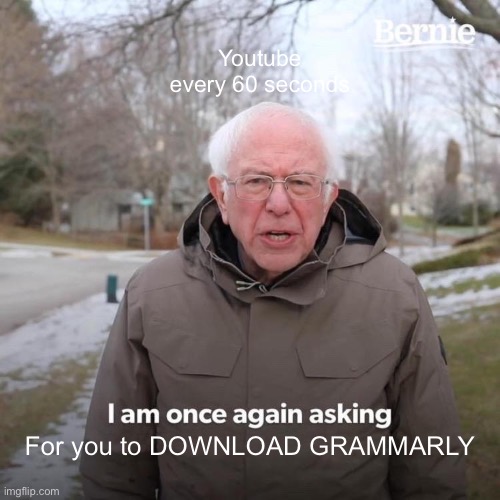 Bernie
Youtube
every 60 seconds
I am once again asking
For you to DOWNLOAD GRAMMARLY
imgflip.com